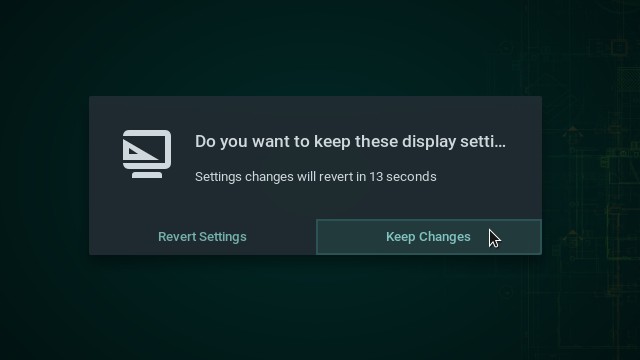 Do you want to keep these display setti...
Settings changes will revert in 13 seconds
Revert Settings
Keep Changes